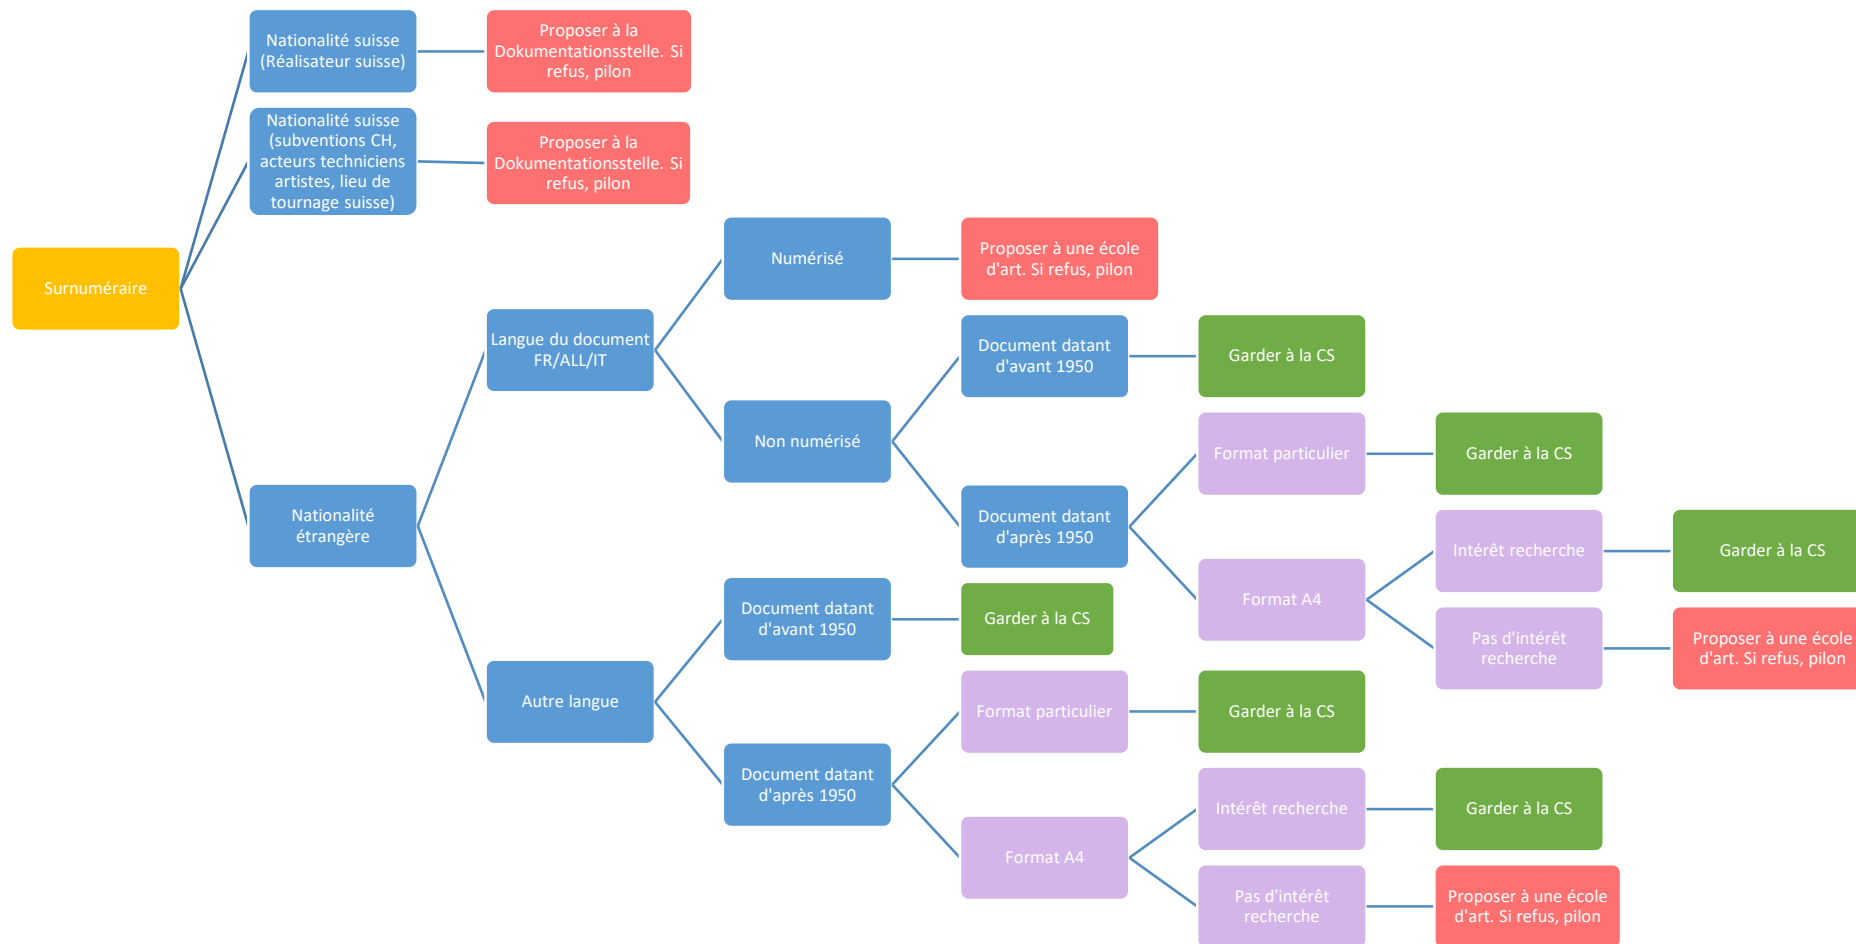 Nationalité suisse
(Réalisateur suisse)
Proposer à la
Dokumentationsstelle. Si
refus, pilon
Nationalité suisse
(subventions CH,
acteurs techniciens
artistes, lieu de
tournage suisse)
Proposer à la
Dokumentationsstelle. Si
refus, pilon
Surnuméraire
Numérisé
Proposer à une école
d'art. Si refus, pilon
Langue du document
FR/ALL/IT
Document datant
d'avant 1950
Garder à la CS
Non numérisé
Format particulier
Garder à la CS
Document datant
d'après 1950
Nationalité
étrangère
Intérêt recherche
Garder à la CS
Format A4
Pas d'intérêt
recherche
Proposer à une école
d'art. Si refus, pilon
Document datant
d'avant 1950
Garder à la CS
Autre langue
Format particulier
Garder à la CS
Document datant
d'après 1950
Intérêt recherche
Garder à la CS
Format A4
Pas d'intérêt
recherche
Proposer à une école
d'art. Si refus, pilon